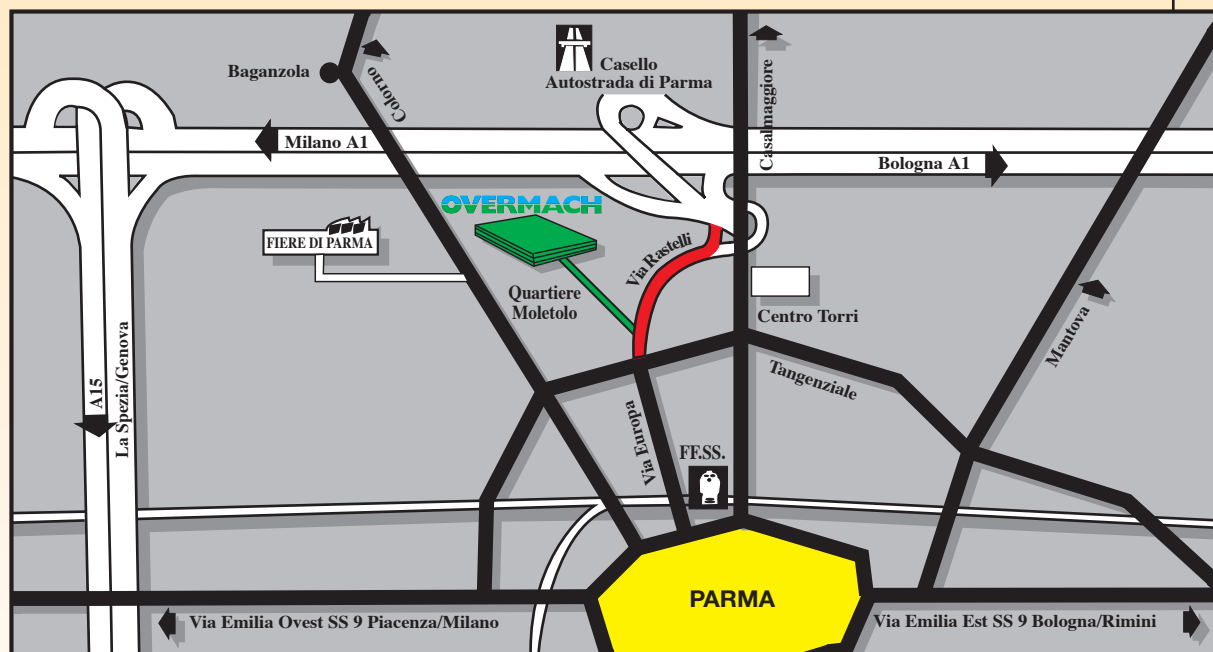 Casello
Autostrada di Parma
Baganzola
Colorno
Casalmaggiore
Milano A1
Bologna A1
OVERMACH
FIERE DI PARMA
Via Rastelli
Quartiere
Moletolo
Centro Torri
Mantova
A15
La Spezia/Genova
Tangenziale
Via Europa
FF.SS.
PARMA
Via Emilia Ovest SS 9 Piacenza/Milano
Via Emilia Est SS 9 Bologna/Rimini